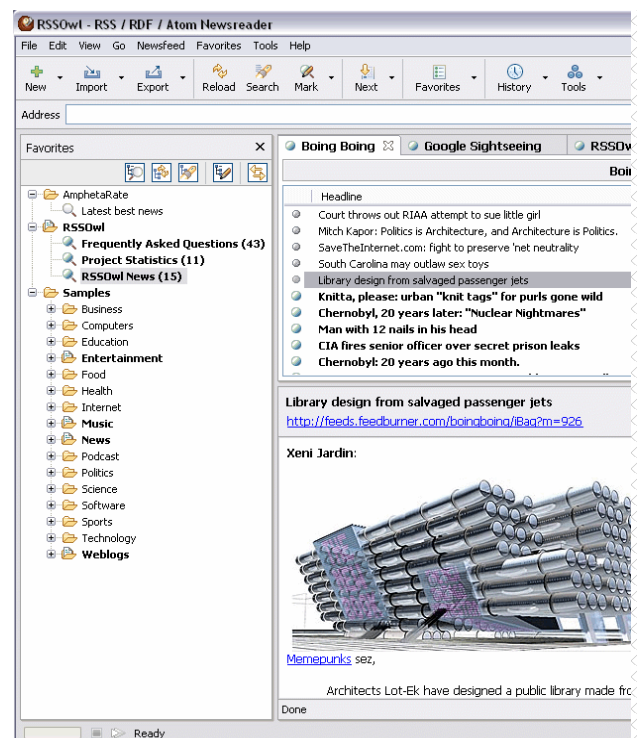 RSSOwl - RSS / RDF / Atom Newsreader
File Edit View Go Newsfeed Favorites Tools Help
New Import Export Reload Search Mark Next Favorites History Tools
Address
Favorites
AmphetaRate
Latest best news
RSSOwl
Frequently Asked Questions (43)
Project Statistics (11)
RSSOwl News (15)
Samples
Business
Computers
Education
Entertainment
Food
Health
Internet
Music
News
Podcast
Politics
Science
Software
Sports
Technology
Weblogs
Boing Boing Google Sightseeing RSSOw
Boi
Headline
Court throws out RIAA attempt to sue little girl
Mitch Kapor: Politics is Architecture, and Architecture is Politics.
SaveTheInternet.com: fight to preserve 'net neutrality
South Carolina may outlaw sex toys
Library design from salvaged passenger jets
Knitta, please: urban "knit tags" for purls gone wild
Chernobyl, 20 years later: "Nuclear Nightmares"
Man with 12 nails in his head
CIA fires senior officer over secret prison leaks
Chernobyl: 20 years ago this month.
Library design from salvaged passenger jets
http://feeds.feedburner.com/boingboing/iBag?m=926
Xeni Jardin:
Memepunks sez,
Architects Lot-Ek have designed a public library made fro
Done
Ready